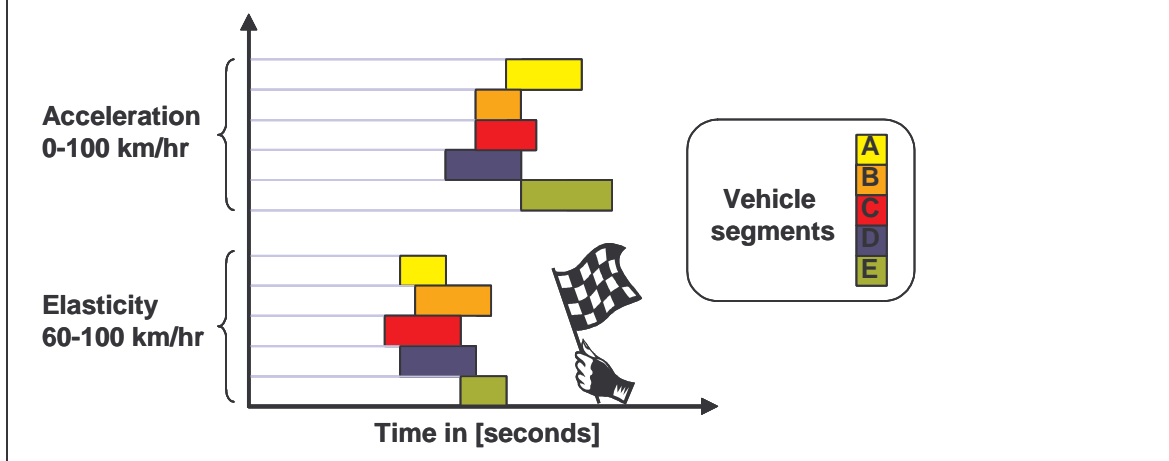 Acceleration
0-100 km/hr
Elasticity
60-100 km/hr
Time in [seconds]
Vehicle
segments
A
B
C
D
E